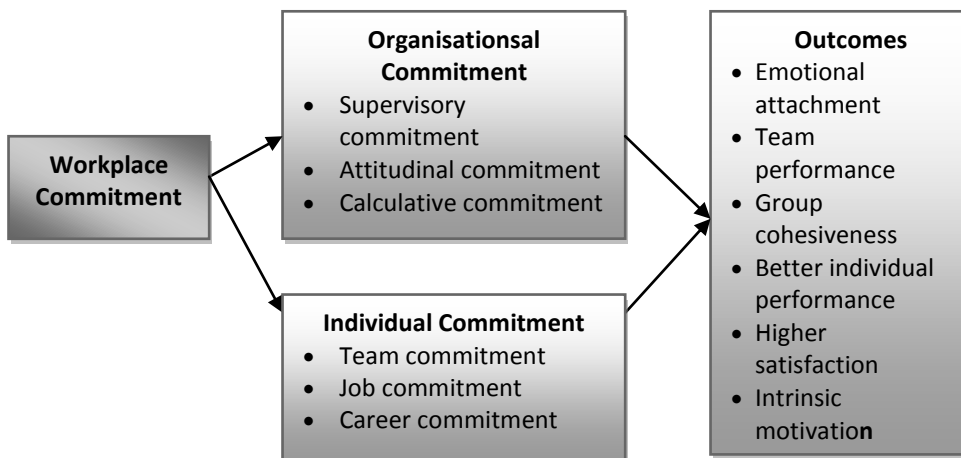 Workplace
Commitment
Organisationsal
Commitment
• Supervisory
commitment
• Attitudinal commitment
• Calculative commitment
Individual Commitment
• Team commitment
• Job commitment
• Career commitment
Outcomes
• Emotional
attachment
• Team
performance
• Group
cohesiveness
• Better individual
performance
• Higher
satisfaction
• Intrinsic
motivation